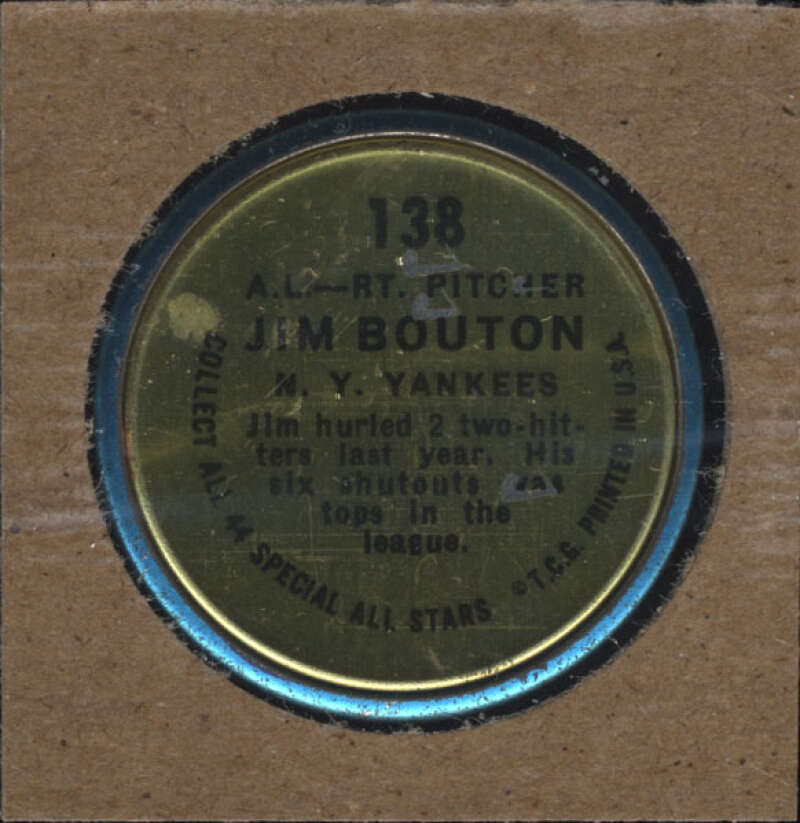 138
A.L.—RT. PITCHER
JIM BOUTON
N. Y. YANKEES
Jim hurled 2 two-hit-
ters last year. His
six shutouts was
tops in the
league.
COLLECT ALL 44 SPECIAL ALL STARS
© T.C.G. PRINTED IN U.S.A.